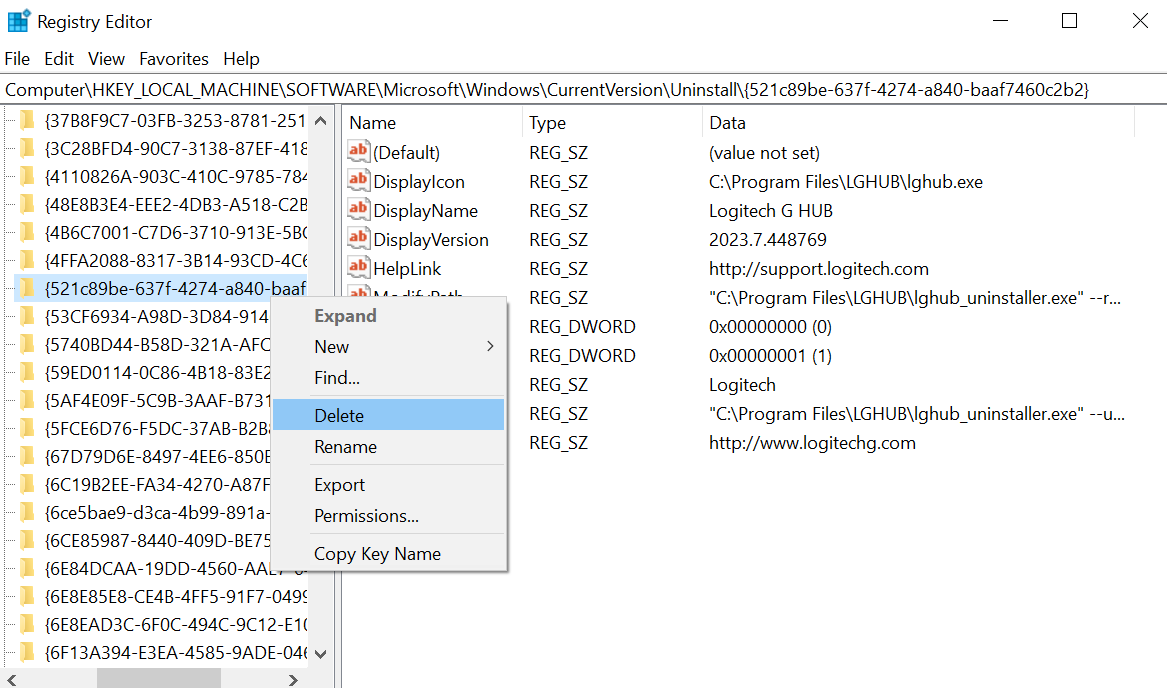 Registry Editor
File Edit View Favorites Help
Computer\HKEY_LOCAL_MACHINE\SOFTWARE\Microsoft\Windows\CurrentVersion\Uninstall\{521c89be-637f-4274-a840-baaf7460c2b2}
{37B8F9C7-03FB-3253-8781-251
{3C28BFD4-90C7-3138-87EF-418
{4110826A-903C-410C-9785-784
{48E8B3E4-EEE2-4DB3-A518-C2B
{4B6C7001-C7D6-3710-913E-5BC
{4FFA2088-8317-3B14-93CD-4C6
{521c89be-637f-4274-a840-baaf
{53CF6934-A98D-3D84-914
{5740BD44-B58D-321A-AFC
{59ED0114-0C86-4B18-83E2
{5AF4E09F-5C9B-3AAF-B731
{5FCE6D76-F5DC-37AB-B2B8
{67D79D6E-8497-4EE6-850E
{6C19B2EE-FA34-4270-A87F
{6ce5bae9-d3ca-4b99-891a-
{6CE85987-8440-409D-BE75
{6E84DCAA-19DD-4560-AAE7-0
{6E8E85E8-CE4B-4FF5-91F7-0499
{6E8EAD3C-6F0C-494C-9C12-E10
{6F13A394-E3EA-4585-9ADE-046
Name Type Data
(Default) REG_SZ (value not set)
DisplayIcon REG_SZ C:\Program Files\LGHUB\lghub.exe
DisplayName REG_SZ Logitech G HUB
DisplayVersion REG_SZ 2023.7.448769
HelpLink REG_SZ http://support.logitech.com
ModifyPath REG_SZ "C:\Program Files\LGHUB\lghub_uninstaller.exe" --r...
REG_DWORD 0x00000000 (0)
REG_DWORD 0x00000001 (1)
REG_SZ Logitech
REG_SZ "C:\Program Files\LGHUB\lghub_uninstaller.exe" --u...
REG_SZ http://www.logitechg.com
Expand
New
Find...
Delete
Rename
Export
Permissions...
Copy Key Name